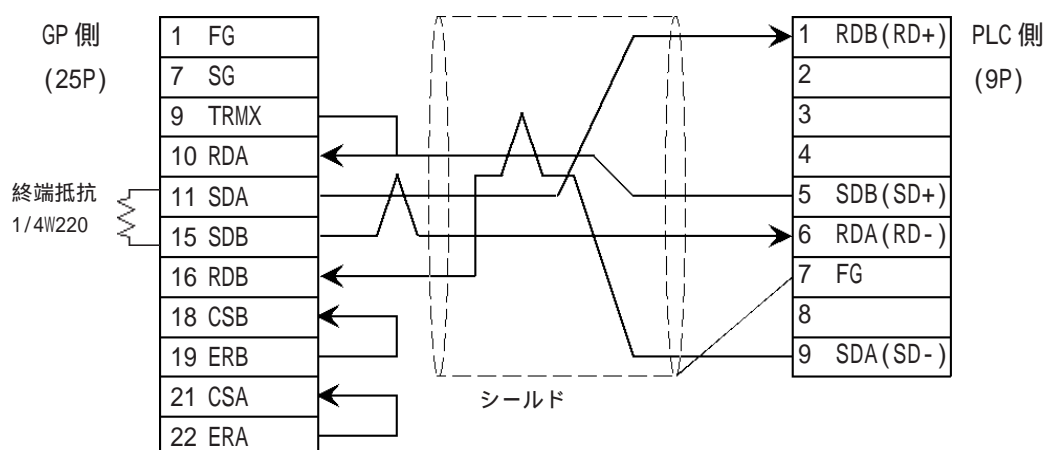 GP 側
(25P)
1 FG
7 SG
9 TRMX
10 RDA
11 SDA
15 SDB
16 RDB
18 CSB
19 ERB
21 CSA
22 ERA
終端抵抗
1/4W220
シールド
1 RDB(RD+)
2
3
4
5 SDB(SD+)
6 RDA(RD-)
7 FG
8
9 SDA(SD-)
PLC 側
(9P)